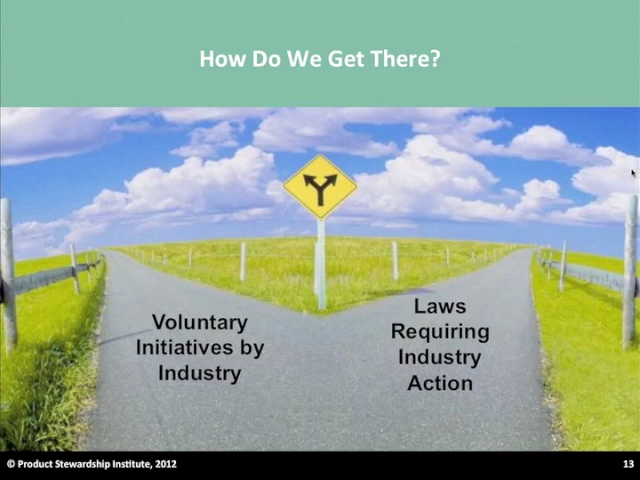 How Do We Get There?
Voluntary
Initiatives by
Industry
Laws
Requiring
Industry
Action
© Product Stewardship Institute, 2012
13